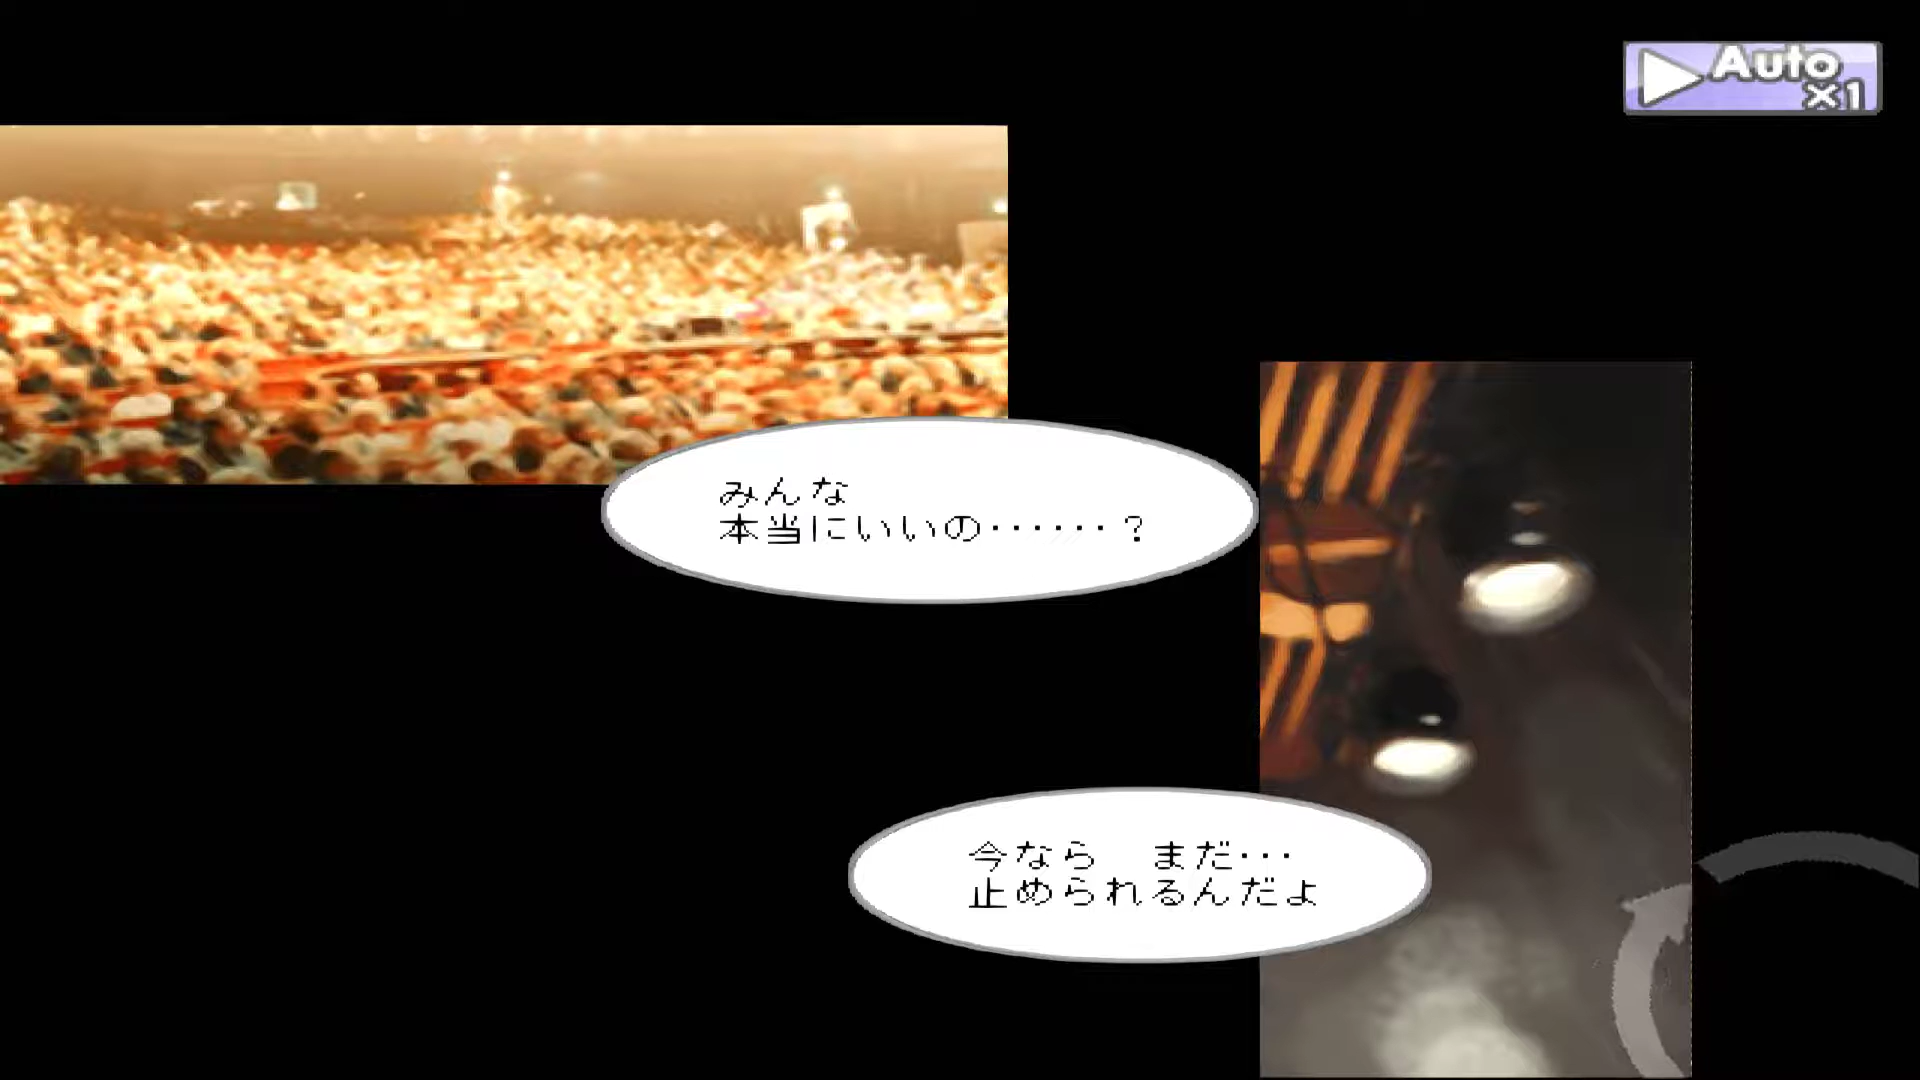 Auto
×1
みんな
本当にいいの‥‥‥？
今なら　まだ･･･
止められるんだよ